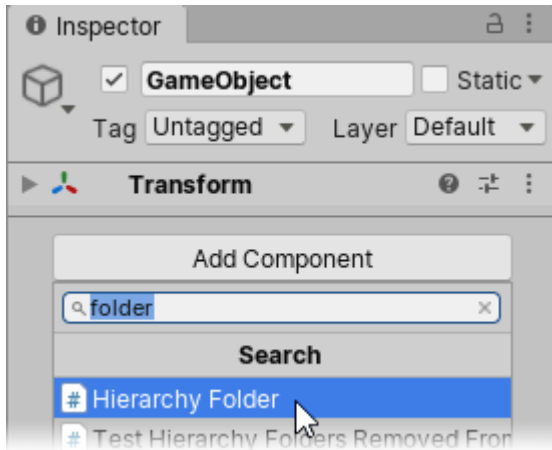 Inspector
GameObject
Static
Tag Untagged Layer Default
Transform
Add Component
folder
Search
# Hierarchy Folder
# Test Hierarchy Folders Removed From